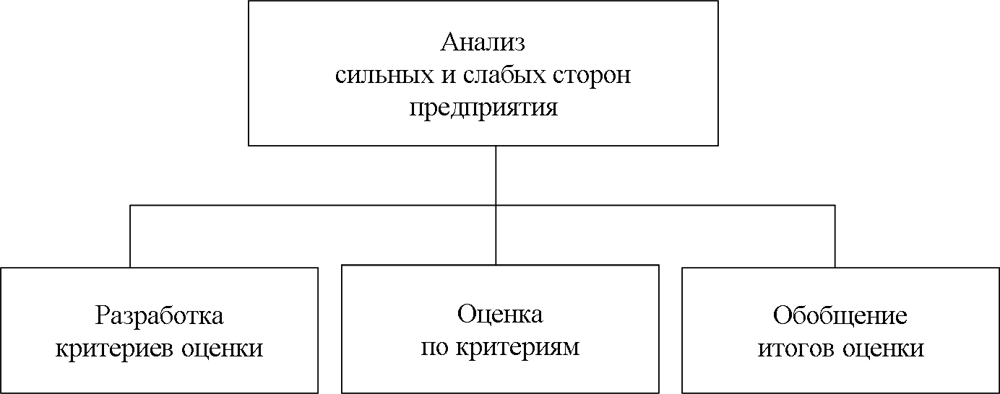 Анализ
сильных и слабых сторон
предприятия
Разработка
критериев оценки
Оценка
по критериям
Обобщение
итогов оценки